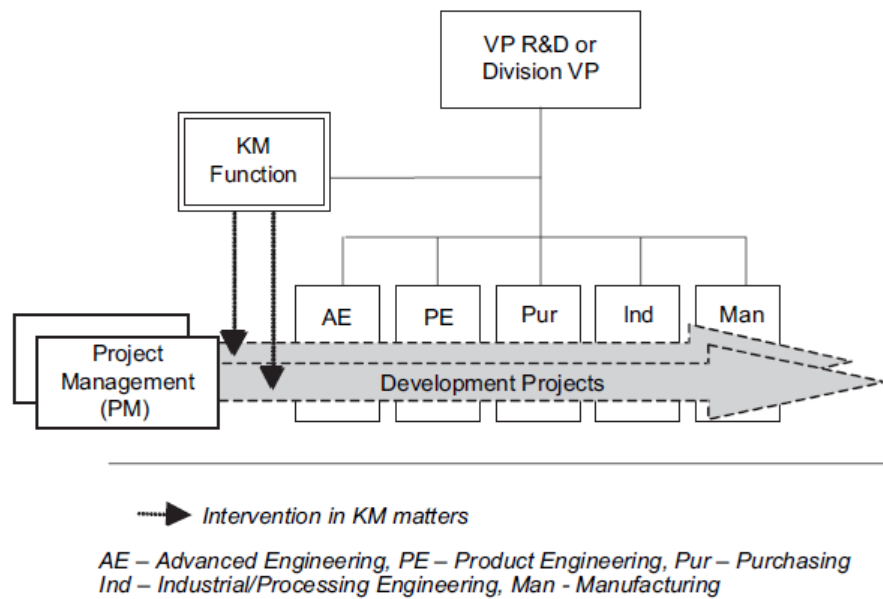 VP R&D or
Division VP
KM
Function
AE
PE
Pur
Ind
Man
Project
Management
(PM)
Development Projects
Intervention in KM matters
AE – Advanced Engineering, PE – Product Engineering, Pur – Purchasing
Ind – Industrial/Processing Engineering, Man - Manufacturing